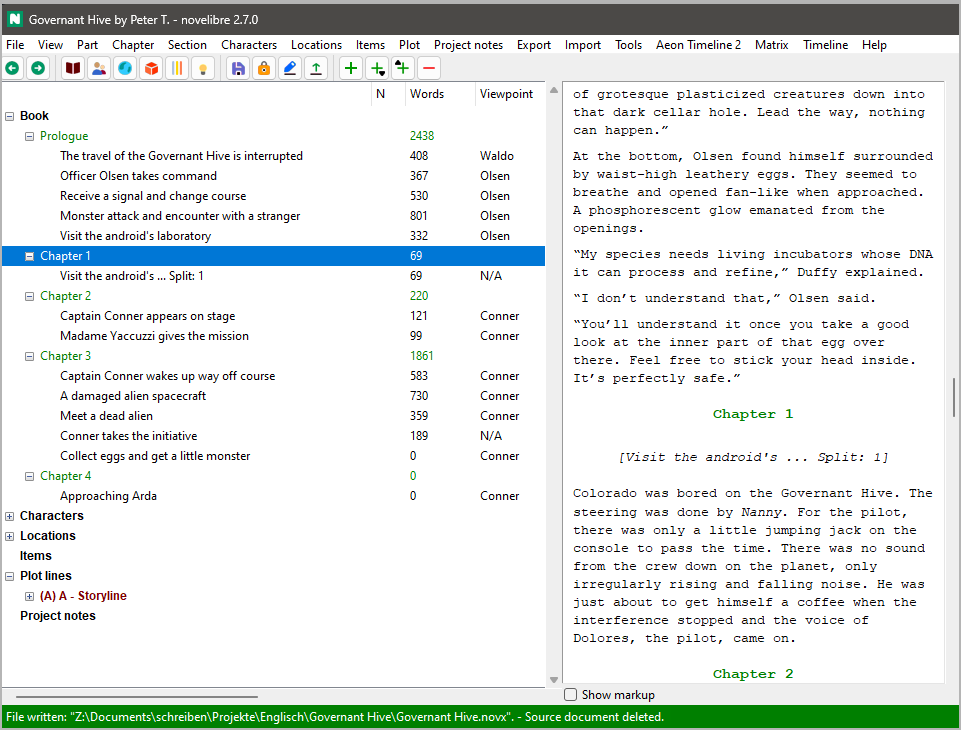 Governant Hive by Peter T. - novelibre 2.7.0
File View Part Chapter Section Characters Locations Items Plot Project notes Export Import Tools Aeon Timeline 2 Matrix Timeline Help
N Words Viewpoint
Book
Prologue 2438
The travel of the Governant Hive is interrupted 408 Waldo
Officer Olsen takes command 367 Olsen
Receive a signal and change course 530 Olsen
Monster attack and encounter with a stranger 801 Olsen
Visit the android's laboratory 332 Olsen
Chapter 1 69
Visit the android's ... Split: 1 69 N/A
Chapter 2 220
Captain Conner appears on stage 121 Conner
Madame Yaccuzzi gives the mission 99 Conner
Chapter 3 1861
Captain Conner wakes up way off course 583 Conner
A damaged alien spacecraft 730 Conner
Meet a dead alien 359 Conner
Conner takes the initiative 189 N/A
Collect eggs and get a little monster 0 Conner
Chapter 4 0
Approaching Arda 0 Conner
Characters
Locations
Items
Plot lines
(A) A - Storyline
Project notes
of grotesque plasticized creatures down into
that dark cellar hole. Lead the way, nothing
can happen.”
At the bottom, Olsen found himself surrounded
by waist-high leathery eggs. They seemed to
breathe and opened fan-like when approached.
A phosphorescent glow emanated from the
openings.
“My species needs living incubators whose DNA
it can process and refine,” Duffy explained.
“I don’t understand that,” Olsen said.
“You’ll understand it once you take a good
look at the inner part of that egg over
there. Feel free to stick your head inside.
It’s perfectly safe.”
Chapter 1
[Visit the android's ... Split: 1]
Colorado was bored on the Governant Hive. The
steering was done by Nanny. For the pilot,
there was only a little jumping jack on the
console to pass the time. There was no sound
from the crew down on the planet, only
irregularly rising and falling noise. He was
just about to get himself a coffee when the
interference stopped and the voice of
Dolores, the pilot, came on.
Chapter 2
Show markup
File written: "Z:\Documents\schreiben\Projekte\Englisch\Governant Hive\Governant Hive.novx". - Source document deleted.